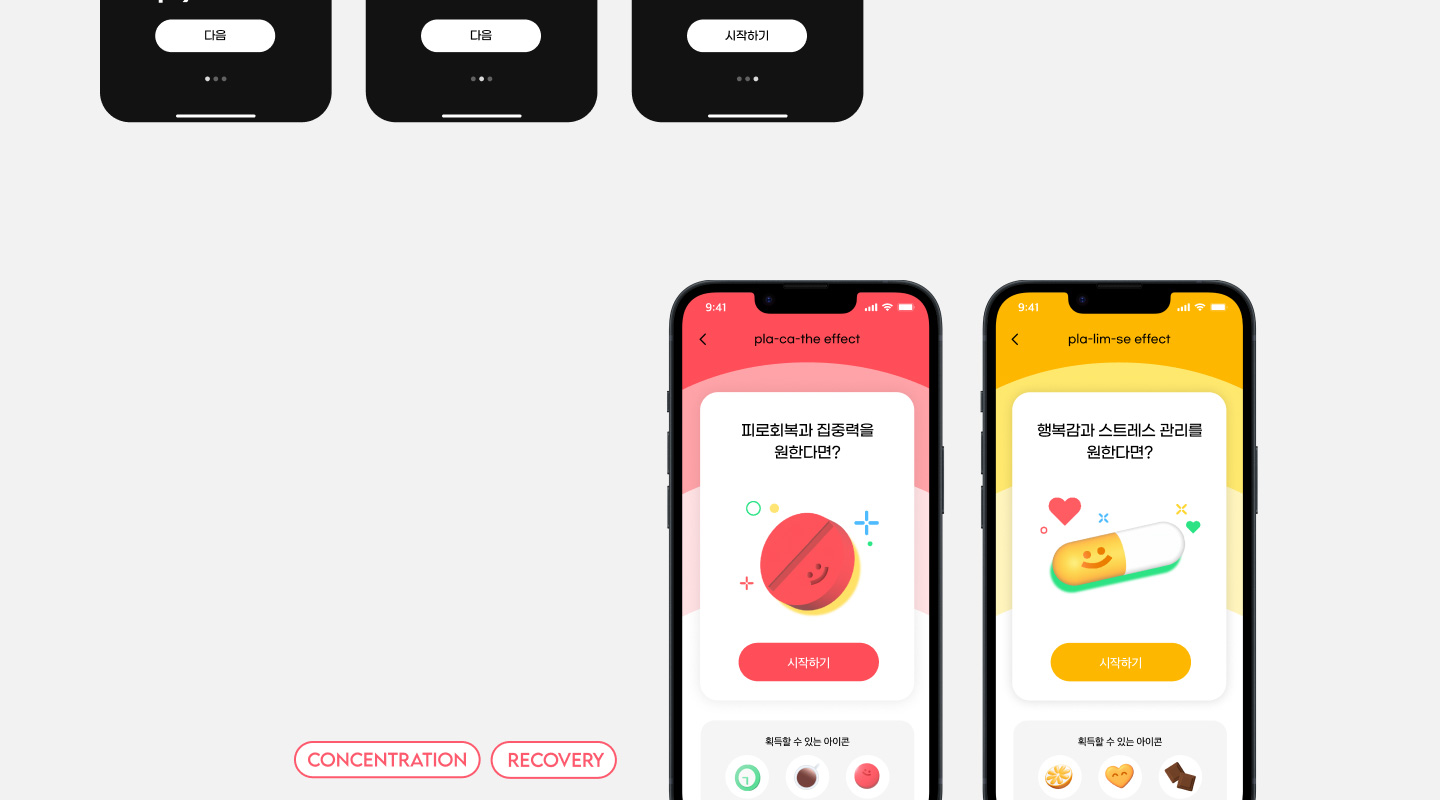 다음
다음
시작하기
9:41
pla-ca-the effect
피로회복과 집중력을
원한다면?
시작하기
획득할 수 있는 아이콘
9:41
pla-lim-se effect
행복감과 스트레스 관리를
원한다면?
시작하기
획득할 수 있는 아이콘
CONCENTRATION
RECOVERY